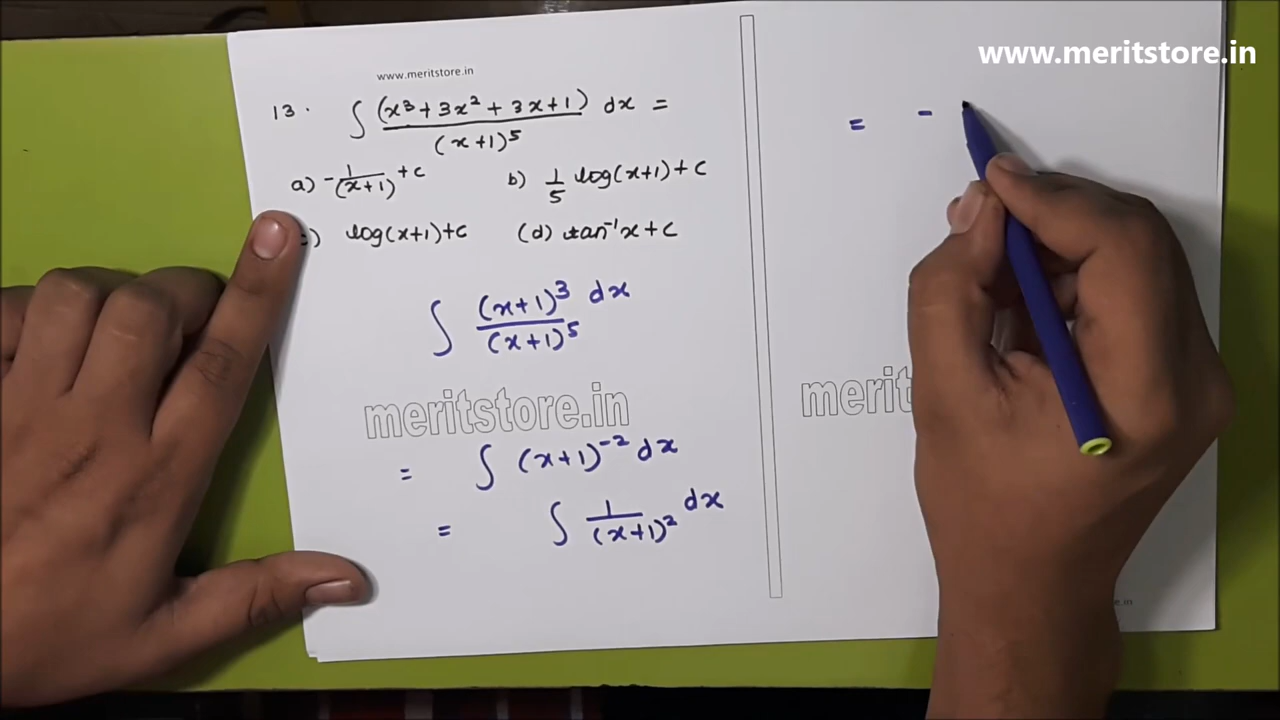 www.meritstore.in
www.meritstore.in
13. ∫ (x³+3x²+3x+1)/(x+1)⁵ dx =
a) -1/(x+1) +c b) 1/5 log(x+1)+c
) log(x+1)+c (d) tan⁻¹x+c
∫ (x+1)³/(x+1)⁵ dx
meritstore.in
= ∫ (x+1)⁻² dx
= ∫ 1/(x+1)² dx
= -
merit